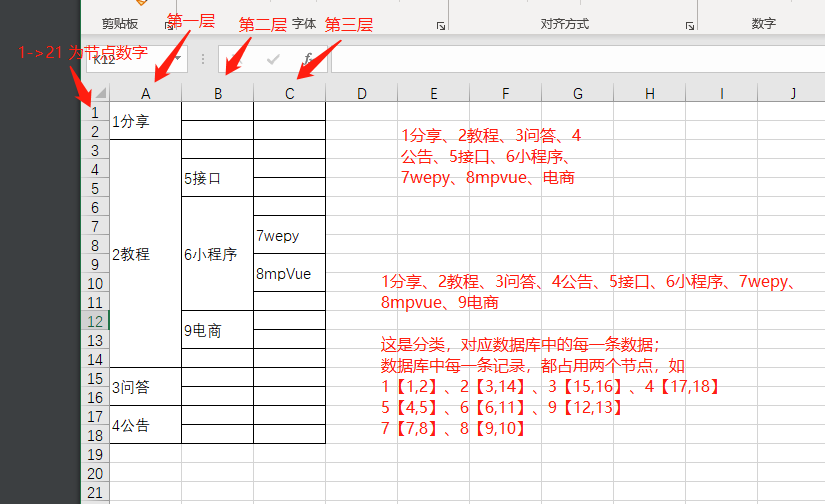 剪贴板
字体
对齐方式
数字
第一层
第二层
第三层
1->21 为节点数字
K12
A B C D E F G H I J
1
2
3
4
5
6
7
8
9
10
11
12
13
14
15
16
17
18
19
20
21
1分享
2教程
5接口
6小程序
7wepy
8mpVue
9电商
3问答
4公告
1分享、2教程、3问答、4
公告、5接口、6小程序、
7wepy、8mpvue、电商
1分享、2教程、3问答、4公告、5接口、6小程序、7wepy、
8mpvue、9电商
这是分类，对应数据库中的每一条数据；
数据库中每一条记录，都占用两个节点，如
1【1,2】、2【3,14】、3【15,16】、4【17,18】
5【4,5】、6【6,11】、9【12,13】
7【7,8】、8【9,10】